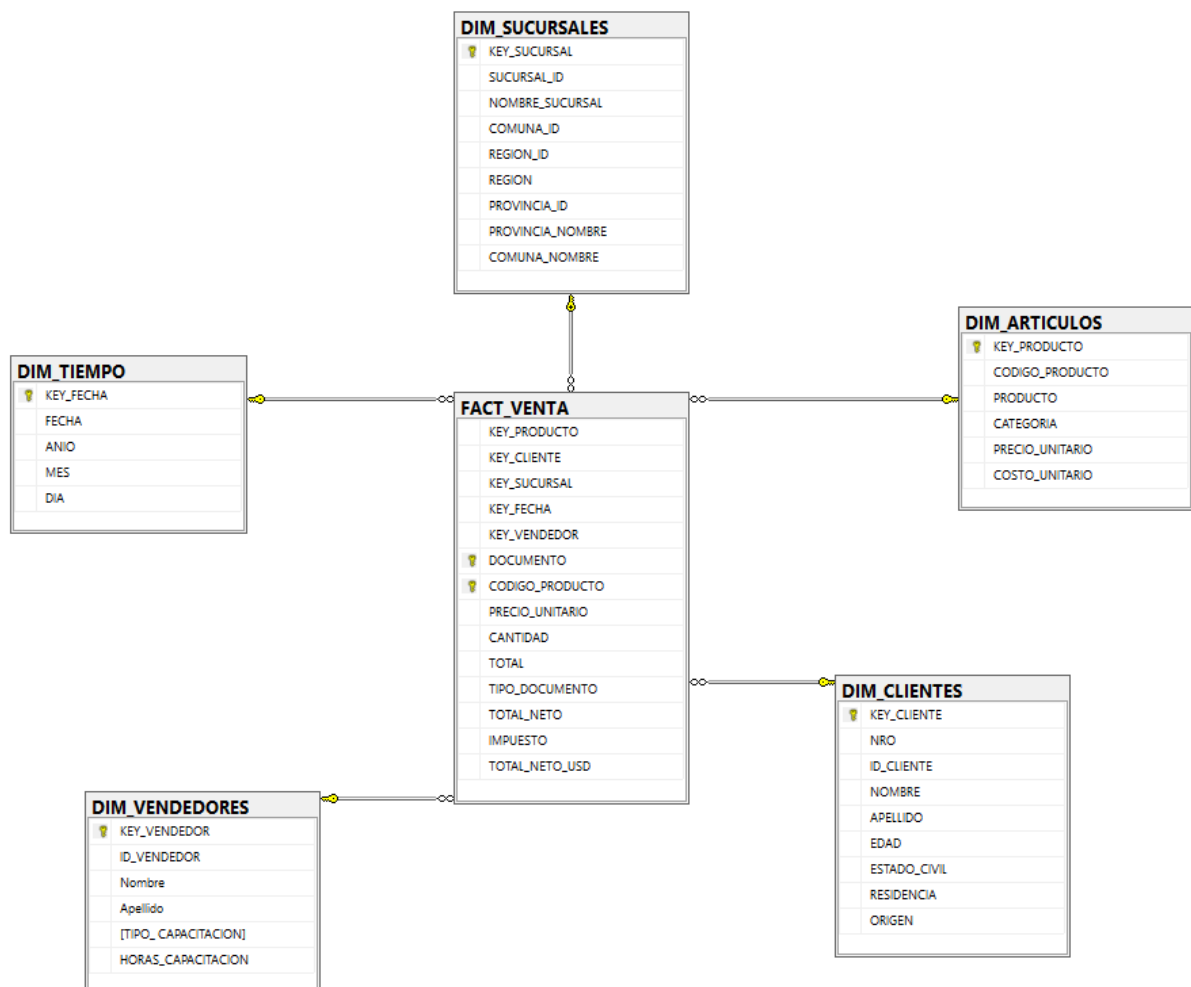 DIM_SUCURSALES
KEY_SUCURSAL
SUCURSAL_ID
NOMBRE_SUCURSAL
COMUNA_ID
REGION_ID
REGION
PROVINCIA_ID
PROVINCIA_NOMBRE
COMUNA_NOMBRE
DIM_TIEMPO
KEY_FECHA
FECHA
ANIO
MES
DIA
FACT_VENTA
KEY_PRODUCTO
KEY_CLIENTE
KEY_SUCURSAL
KEY_FECHA
KEY_VENDEDOR
DOCUMENTO
CODIGO_PRODUCTO
PRECIO_UNITARIO
CANTIDAD
TOTAL
TIPO_DOCUMENTO
TOTAL_NETO
IMPUESTO
TOTAL_NETO_USD
DIM_ARTICULOS
KEY_PRODUCTO
CODIGO_PRODUCTO
PRODUCTO
CATEGORIA
PRECIO_UNITARIO
COSTO_UNITARIO
DIM_VENDEDORES
KEY_VENDEDOR
ID_VENDEDOR
Nombre
Apellido
[TIPO_ CAPACITACION]
HORAS_CAPACITACION
DIM_CLIENTES
KEY_CLIENTE
NRO
ID_CLIENTE
NOMBRE
APELLIDO
EDAD
ESTADO_CIVIL
RESIDENCIA
ORIGEN